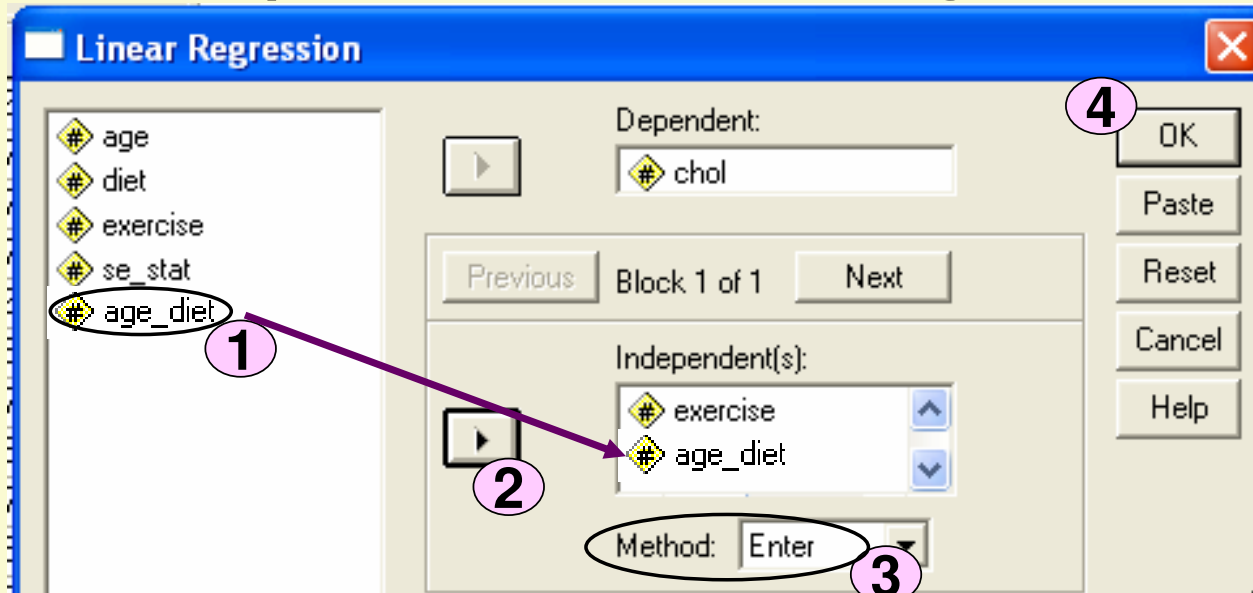 Linear Regression
# age
# diet
# exercise
# se_stat
# age_diet
1
Dependent:
# chol
Previous
Block 1 of 1
Next
Independent(s):
# exercise
# age_diet
2
Method: Enter
3
4
OK
Paste
Reset
Cancel
Help